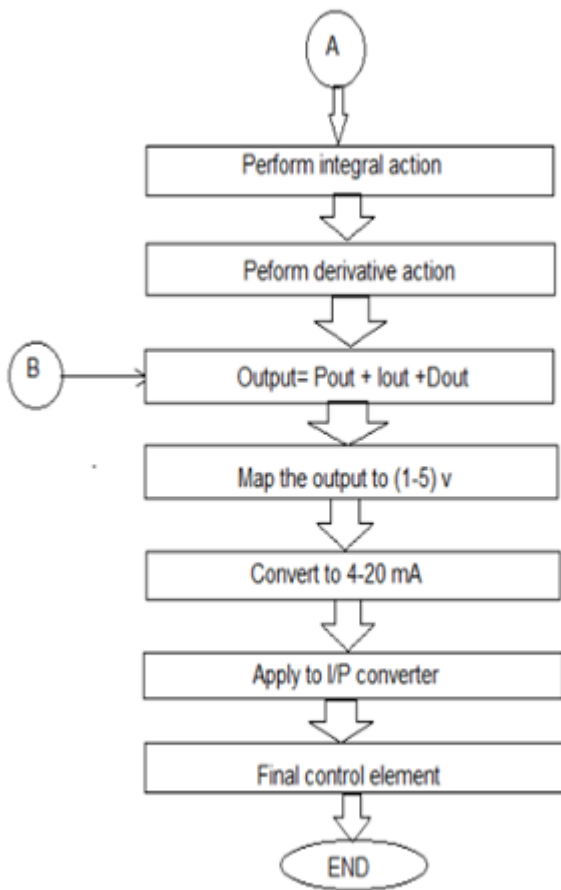 A
Perform integral action
Peform derivative action
B
Output= Pout + Iout +Dout
Map the output to (1-5) v
Convert to 4-20 mA
Apply to I/P converter
Final control element
END